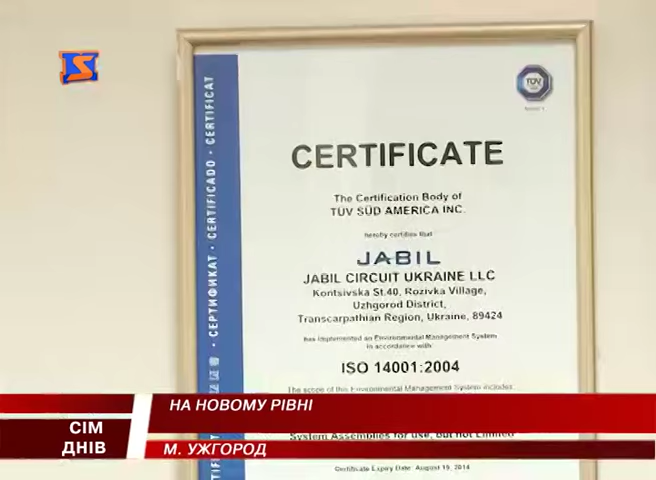 TÜV
CERTIFICATE
The Certification Body of
TÜV SÜD AMERICA INC.
hereby certifies that
JABIL
JABIL CIRCUIT UKRAINE LLC
Kontsivska St.40, Rozivka Village,
Uzhgorod District,
Transcarpathian Region, Ukraine, 89424
has implemented an Environmental Management System
in accordance with
ISO 14001:2004
The scope of this Environmental Management System includes:
System Assemblies for use, but not Limited
Certificate Expiry Date: August 19, 2014
СЕРТИФИКАТ • CERTIFICADO • CERTIFICAT
НА НОВОМУ РІВНІ
СІМ
ДНІВ
М. УЖГОРОД